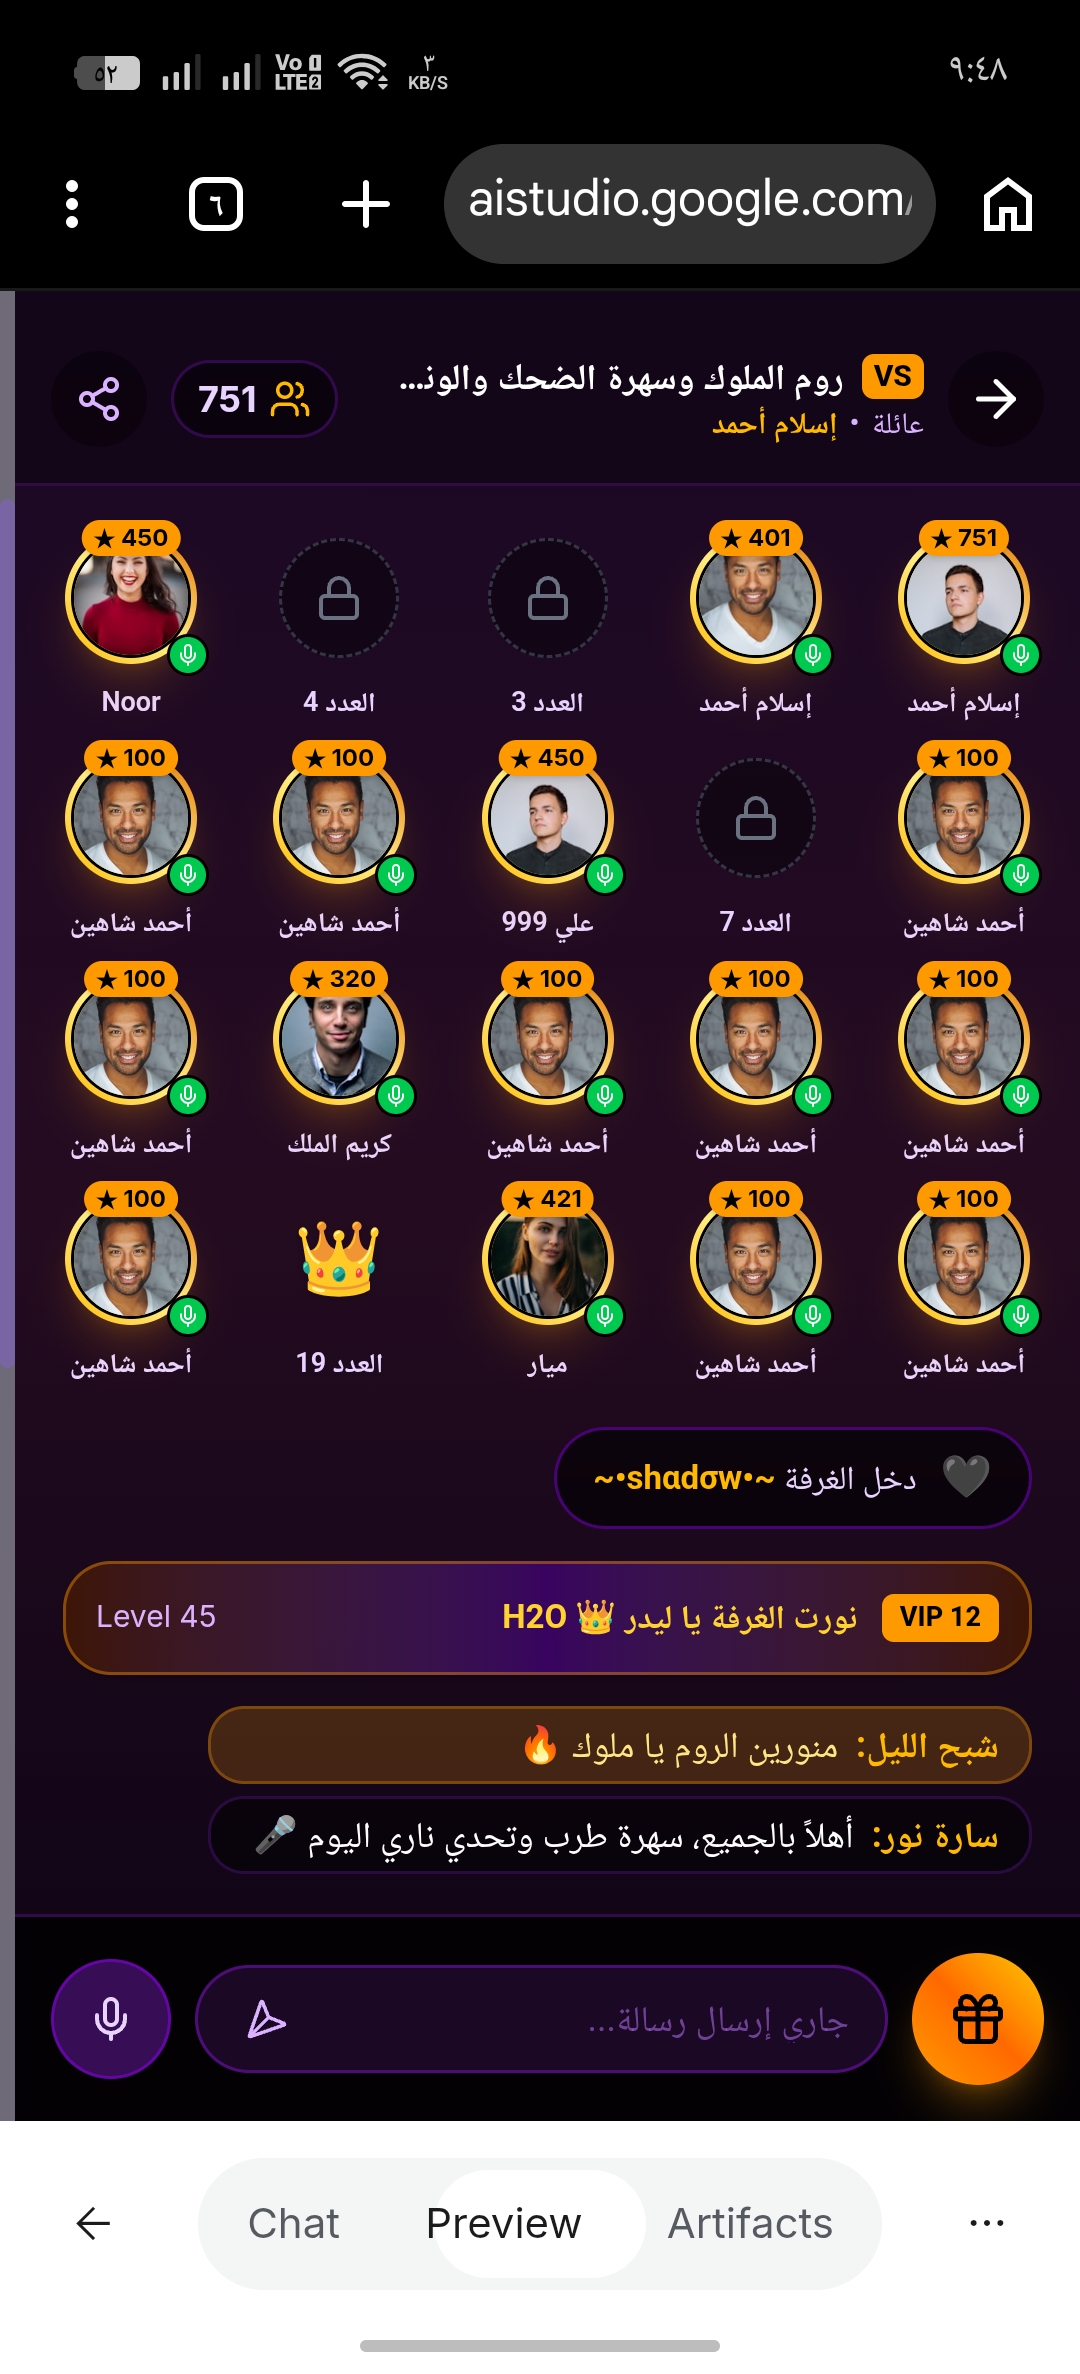 ٥٢ Vo 1 LTE2 ٣ KB/S ٩:٤٨
٦ aistudio.google.com/
VS روم الملوك وسهرة الضحك والون...
عائلة • إسلام أحمد
751
★ 751 ★ 401 ★ 450
إسلام أحمد إسلام أحمد العدد 3 العدد 4 Noor
★ 100 ★ 450 ★ 100 ★ 100
أحمد شاهين العدد 7 علي 999 أحمد شاهين أحمد شاهين
★ 100 ★ 100 ★ 100 ★ 320 ★ 100
أحمد شاهين أحمد شاهين أحمد شاهين كريم الملك أحمد شاهين
★ 100 ★ 100 ★ 421 ★ 100
أحمد شاهين أحمد شاهين ميار العدد 19 أحمد شاهين
🖤 دخل الغرفة ~•shɑdσw•~
VIP 12 نورت الغرفة يا ليدر 👑 H2O Level 45
شبح الليل: منورين الروم يا ملوك 🔥
سارة نور: أهلاً بالجميع، سهرة طرب وتحدي ناري اليوم 🎤
جاري إرسال رسالة...
Chat Preview Artifacts